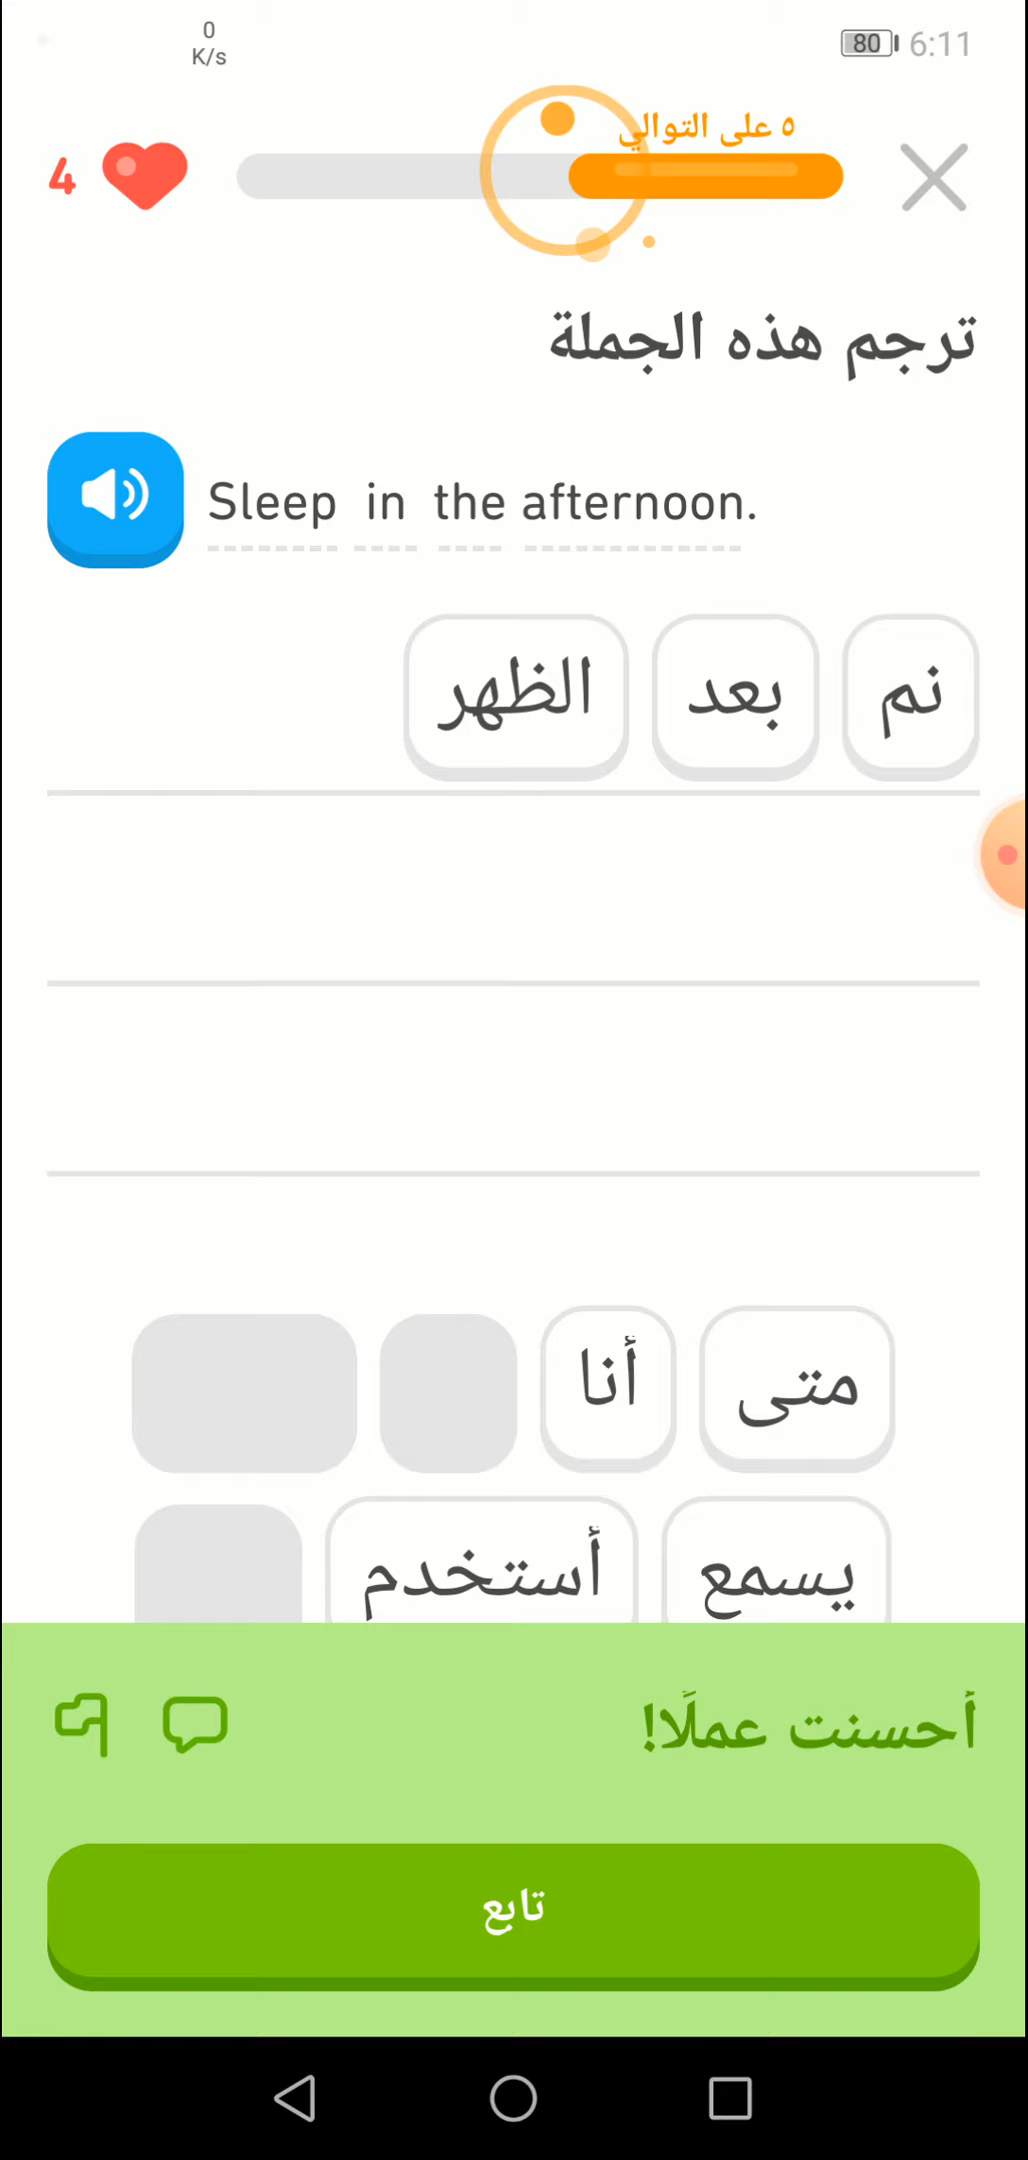 0
K/s
80 6:11
٥ على التوالي
4
ترجم هذه الجملة
Sleep in the afternoon.
نم بعد الظهر
متى أنا
يسمع أستخدم
أحسنت عملًا!
تابع